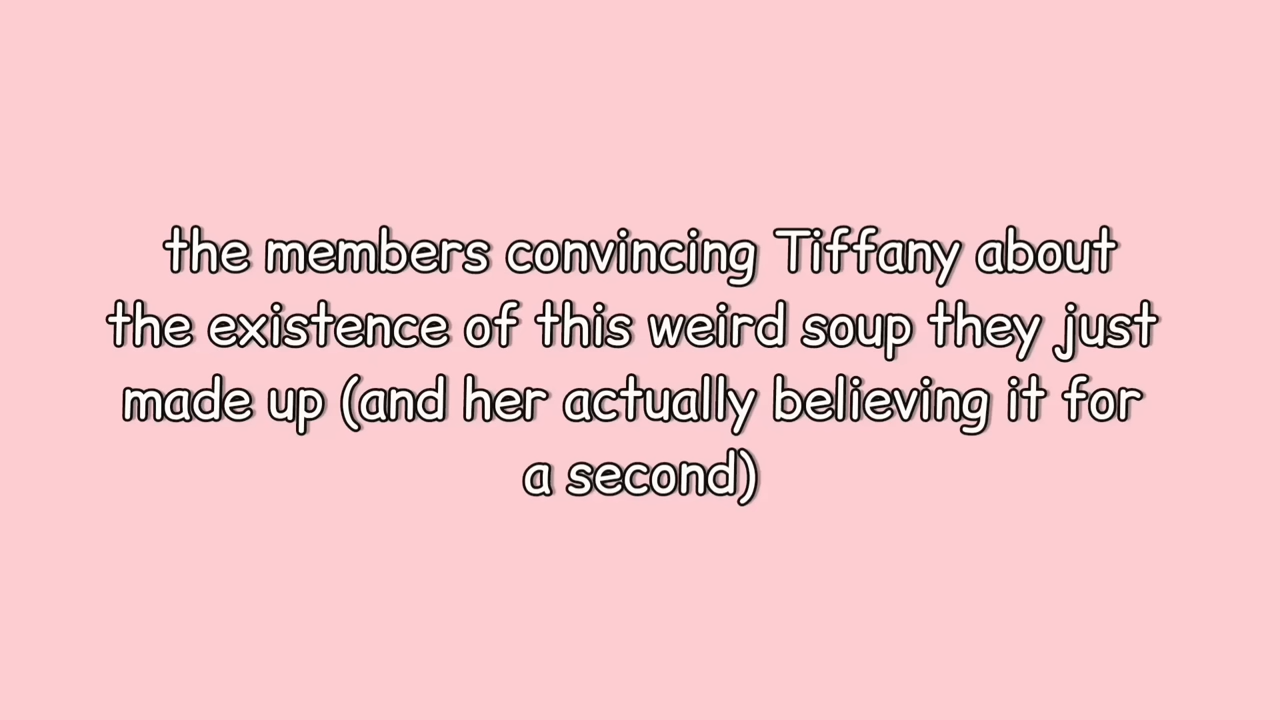 the members convincing Tiffany about
the existence of this weird soup they just
made up (and her actually believing it for
a second)